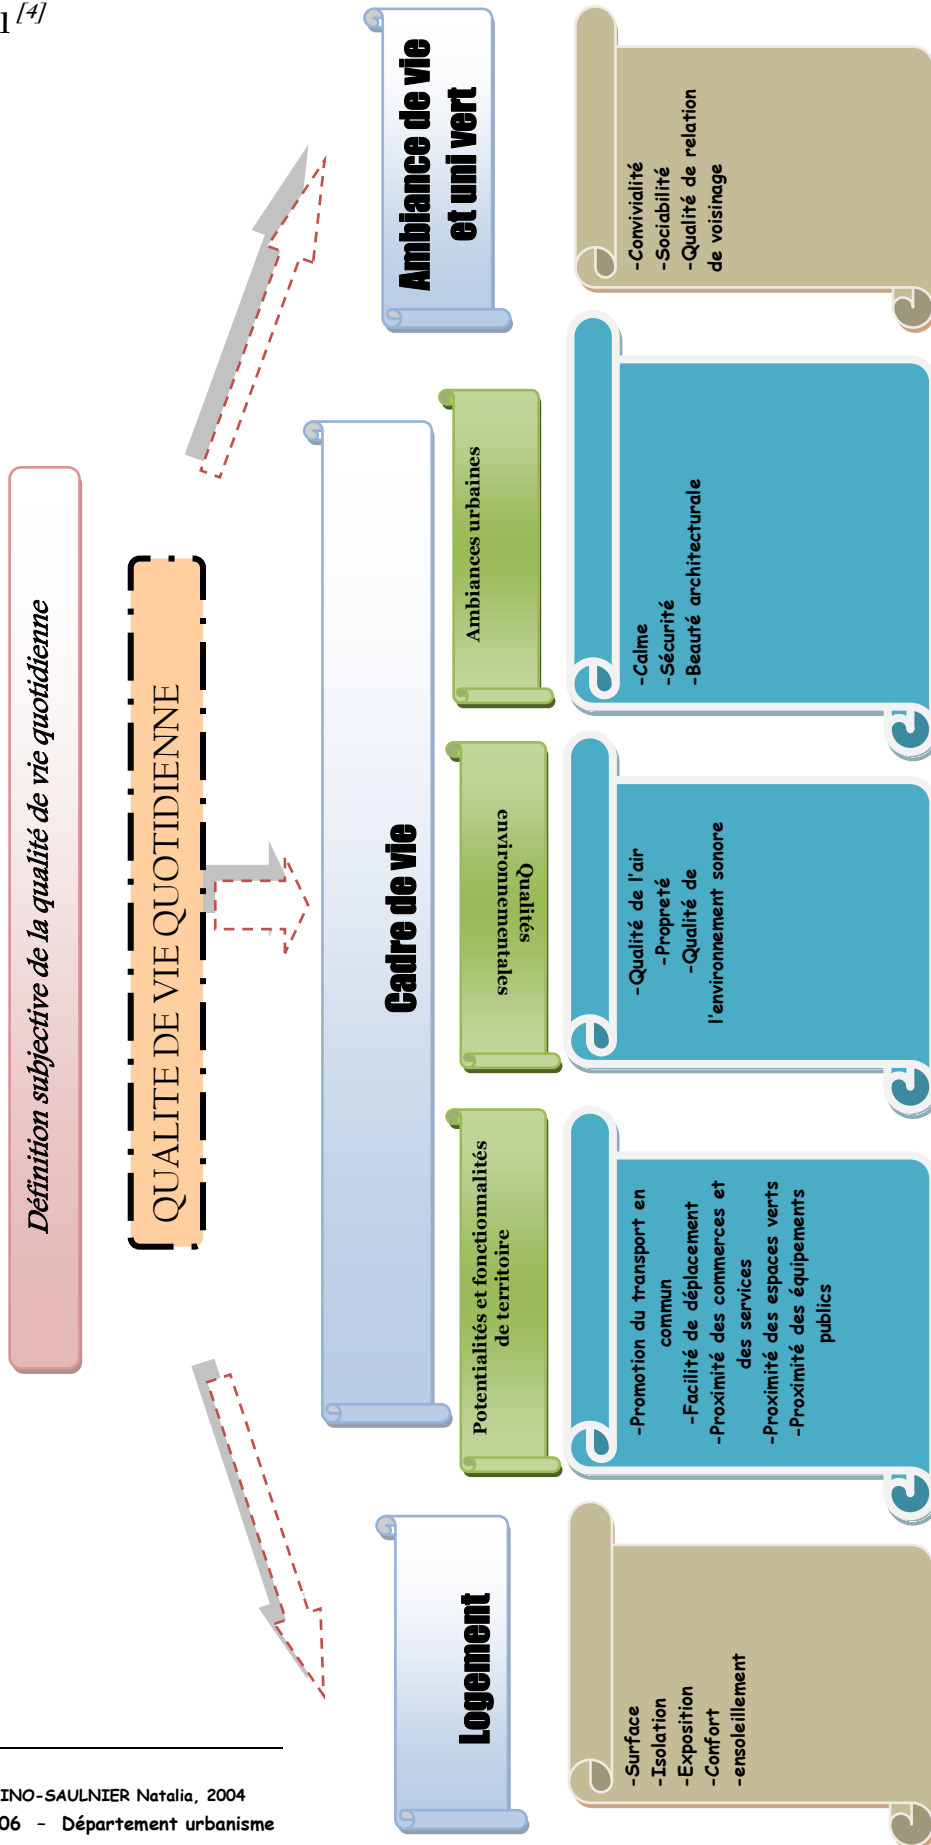 1 [4]
Définition subjective de la qualité de vie quotidienne
QUALITE DE VIE QUOTIDIENNE
Logement
Cadre de vie
Ambiance de vie
et uni vert
Potentialités et fonctionnalités
de territoire
Qualités
environnementales
Ambiances urbaines
-Surface
-Isolation
-Exposition
-Confort
-ensoleillement
-Promotion du transport en
commun
-Facilité de déplacement
-Proximité des commerces et
des services
-Proximité des espaces verts
-Proximité des équipements
publics
-Qualité de l'air
-Propreté
-Qualité de
l'environnement sonore
-Calme
-Sécurité
-Beauté architecturale
-Convivialité
-Sociabilité
-Qualité de relation
de voisinage
INO-SAULNIER Natalia, 2004
06 - Département urbanisme